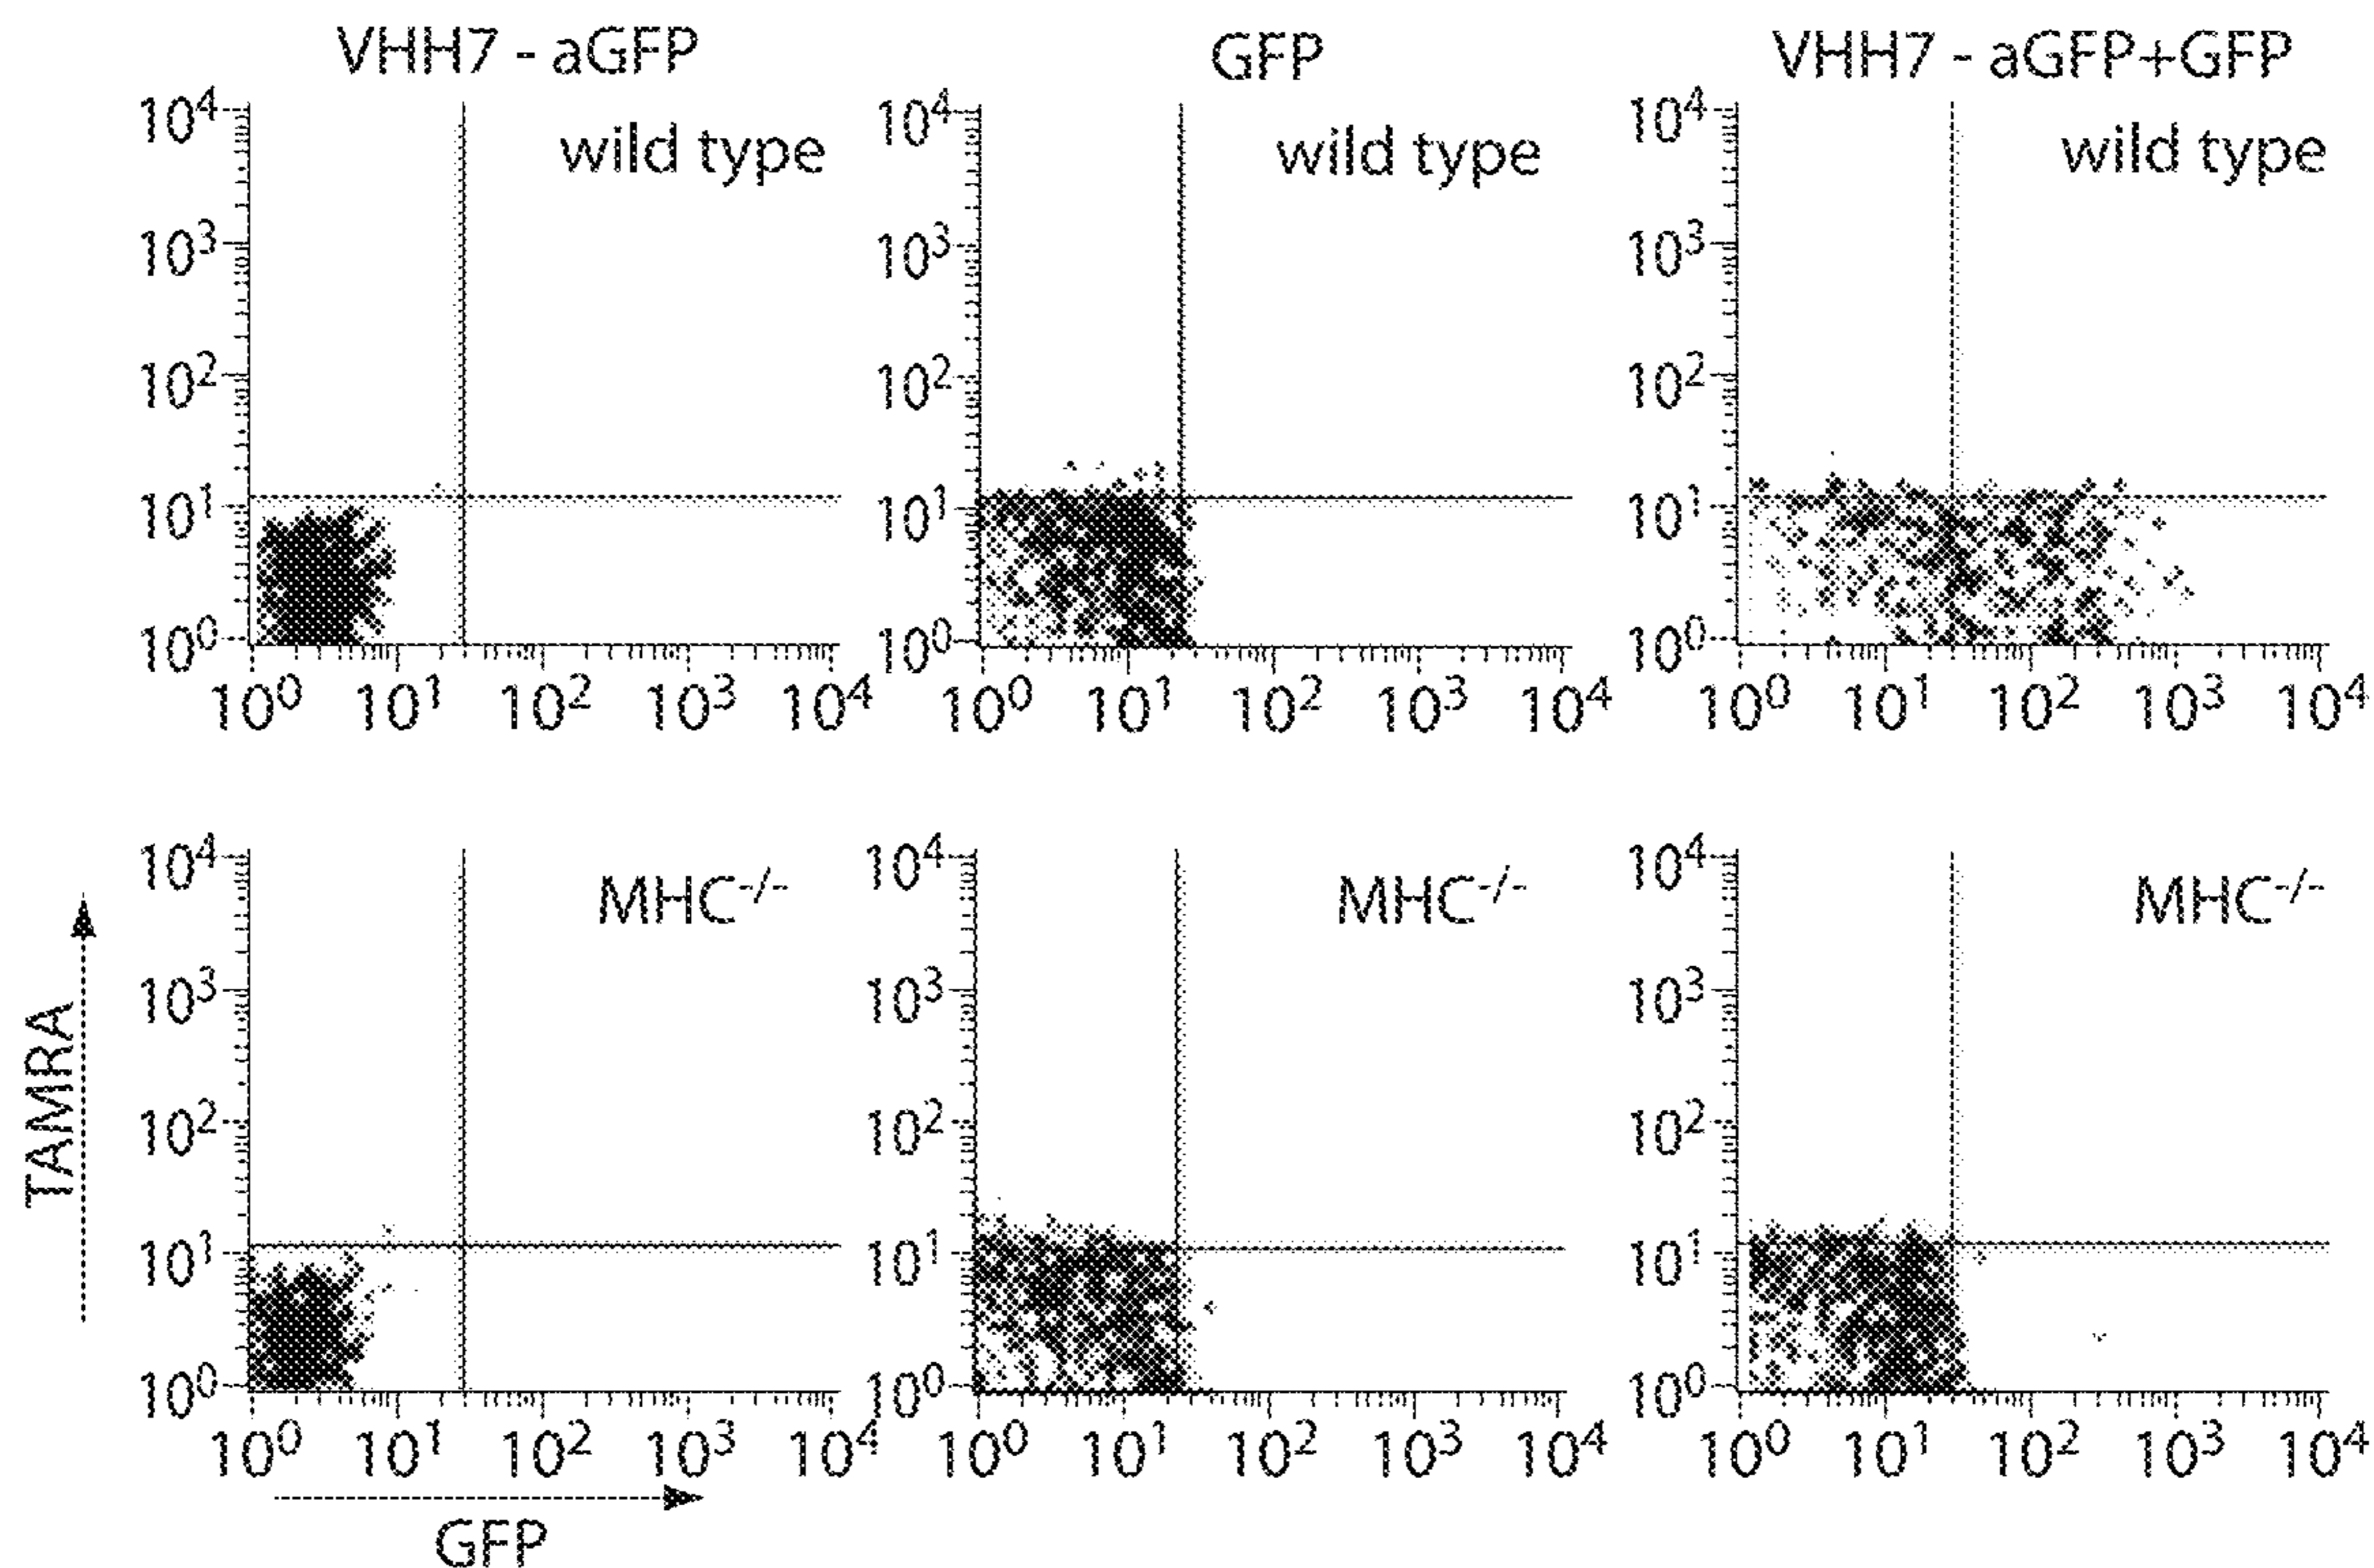 VHH7 - aGFP
GFP
VHH7 - aGFP+GFP
10⁴
wild type
10³
10²
10¹
10⁰
10⁰ 10¹ 10² 10³ 10⁴
10⁴
wild type
10³
10²
10¹
10⁰
10⁰ 10¹ 10² 10³ 10⁴
10⁴
wild type
10³
10²
10¹
10⁰
10⁰ 10¹ 10² 10³ 10⁴
TAMRA
10⁴
MHC-/-
10³
10²
10¹
10⁰
10⁰ 10¹ 10² 10³ 10⁴
10⁴
MHC-/-
10³
10²
10¹
10⁰
10⁰ 10¹ 10² 10³ 10⁴
10⁴
MHC-/-
10³
10²
10¹
10⁰
10⁰ 10¹ 10² 10³ 10⁴
GFP